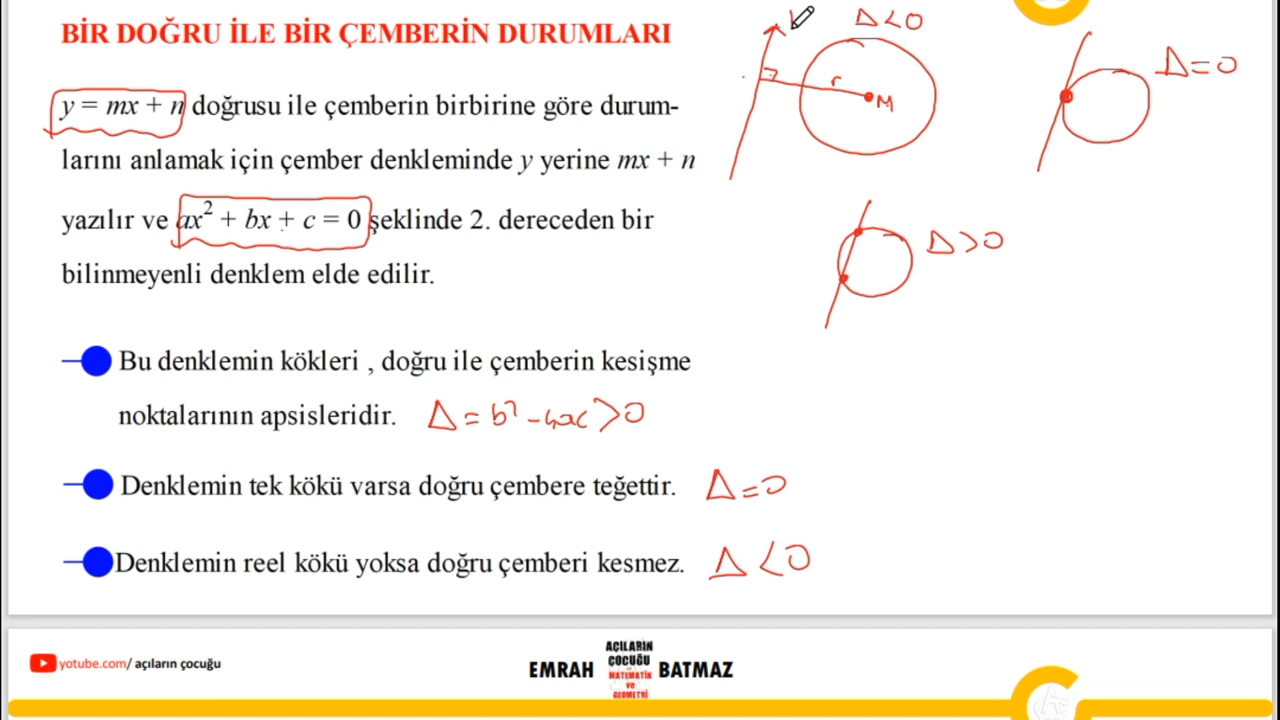 BİR DOĞRU İLE BİR ÇEMBERİN DURUMLARI
y = mx + n doğrusu ile çemberin birbirine göre durum-
larını anlamak için çember denkleminde y yerine mx + n
yazılır ve ax² + bx + c = 0 şeklinde 2. dereceden bir
bilinmeyenli denklem elde edilir.
Bu denklemin kökleri , doğru ile çemberin kesişme
noktalarının apsisleridir. Δ = b² - 4ac > 0
Denklemin tek kökü varsa doğru çembere teğettir. Δ = 0
Denklemin reel kökü yoksa doğru çemberi kesmez. Δ < 0
Δ < 0
r
M
Δ = 0
Δ > 0
yotube.com/ açıların çocuğu
EMRAH
AÇILARIN
ÇOCUĞU
MATEMATİK
ve
GEOMETRİ
BATMAZ